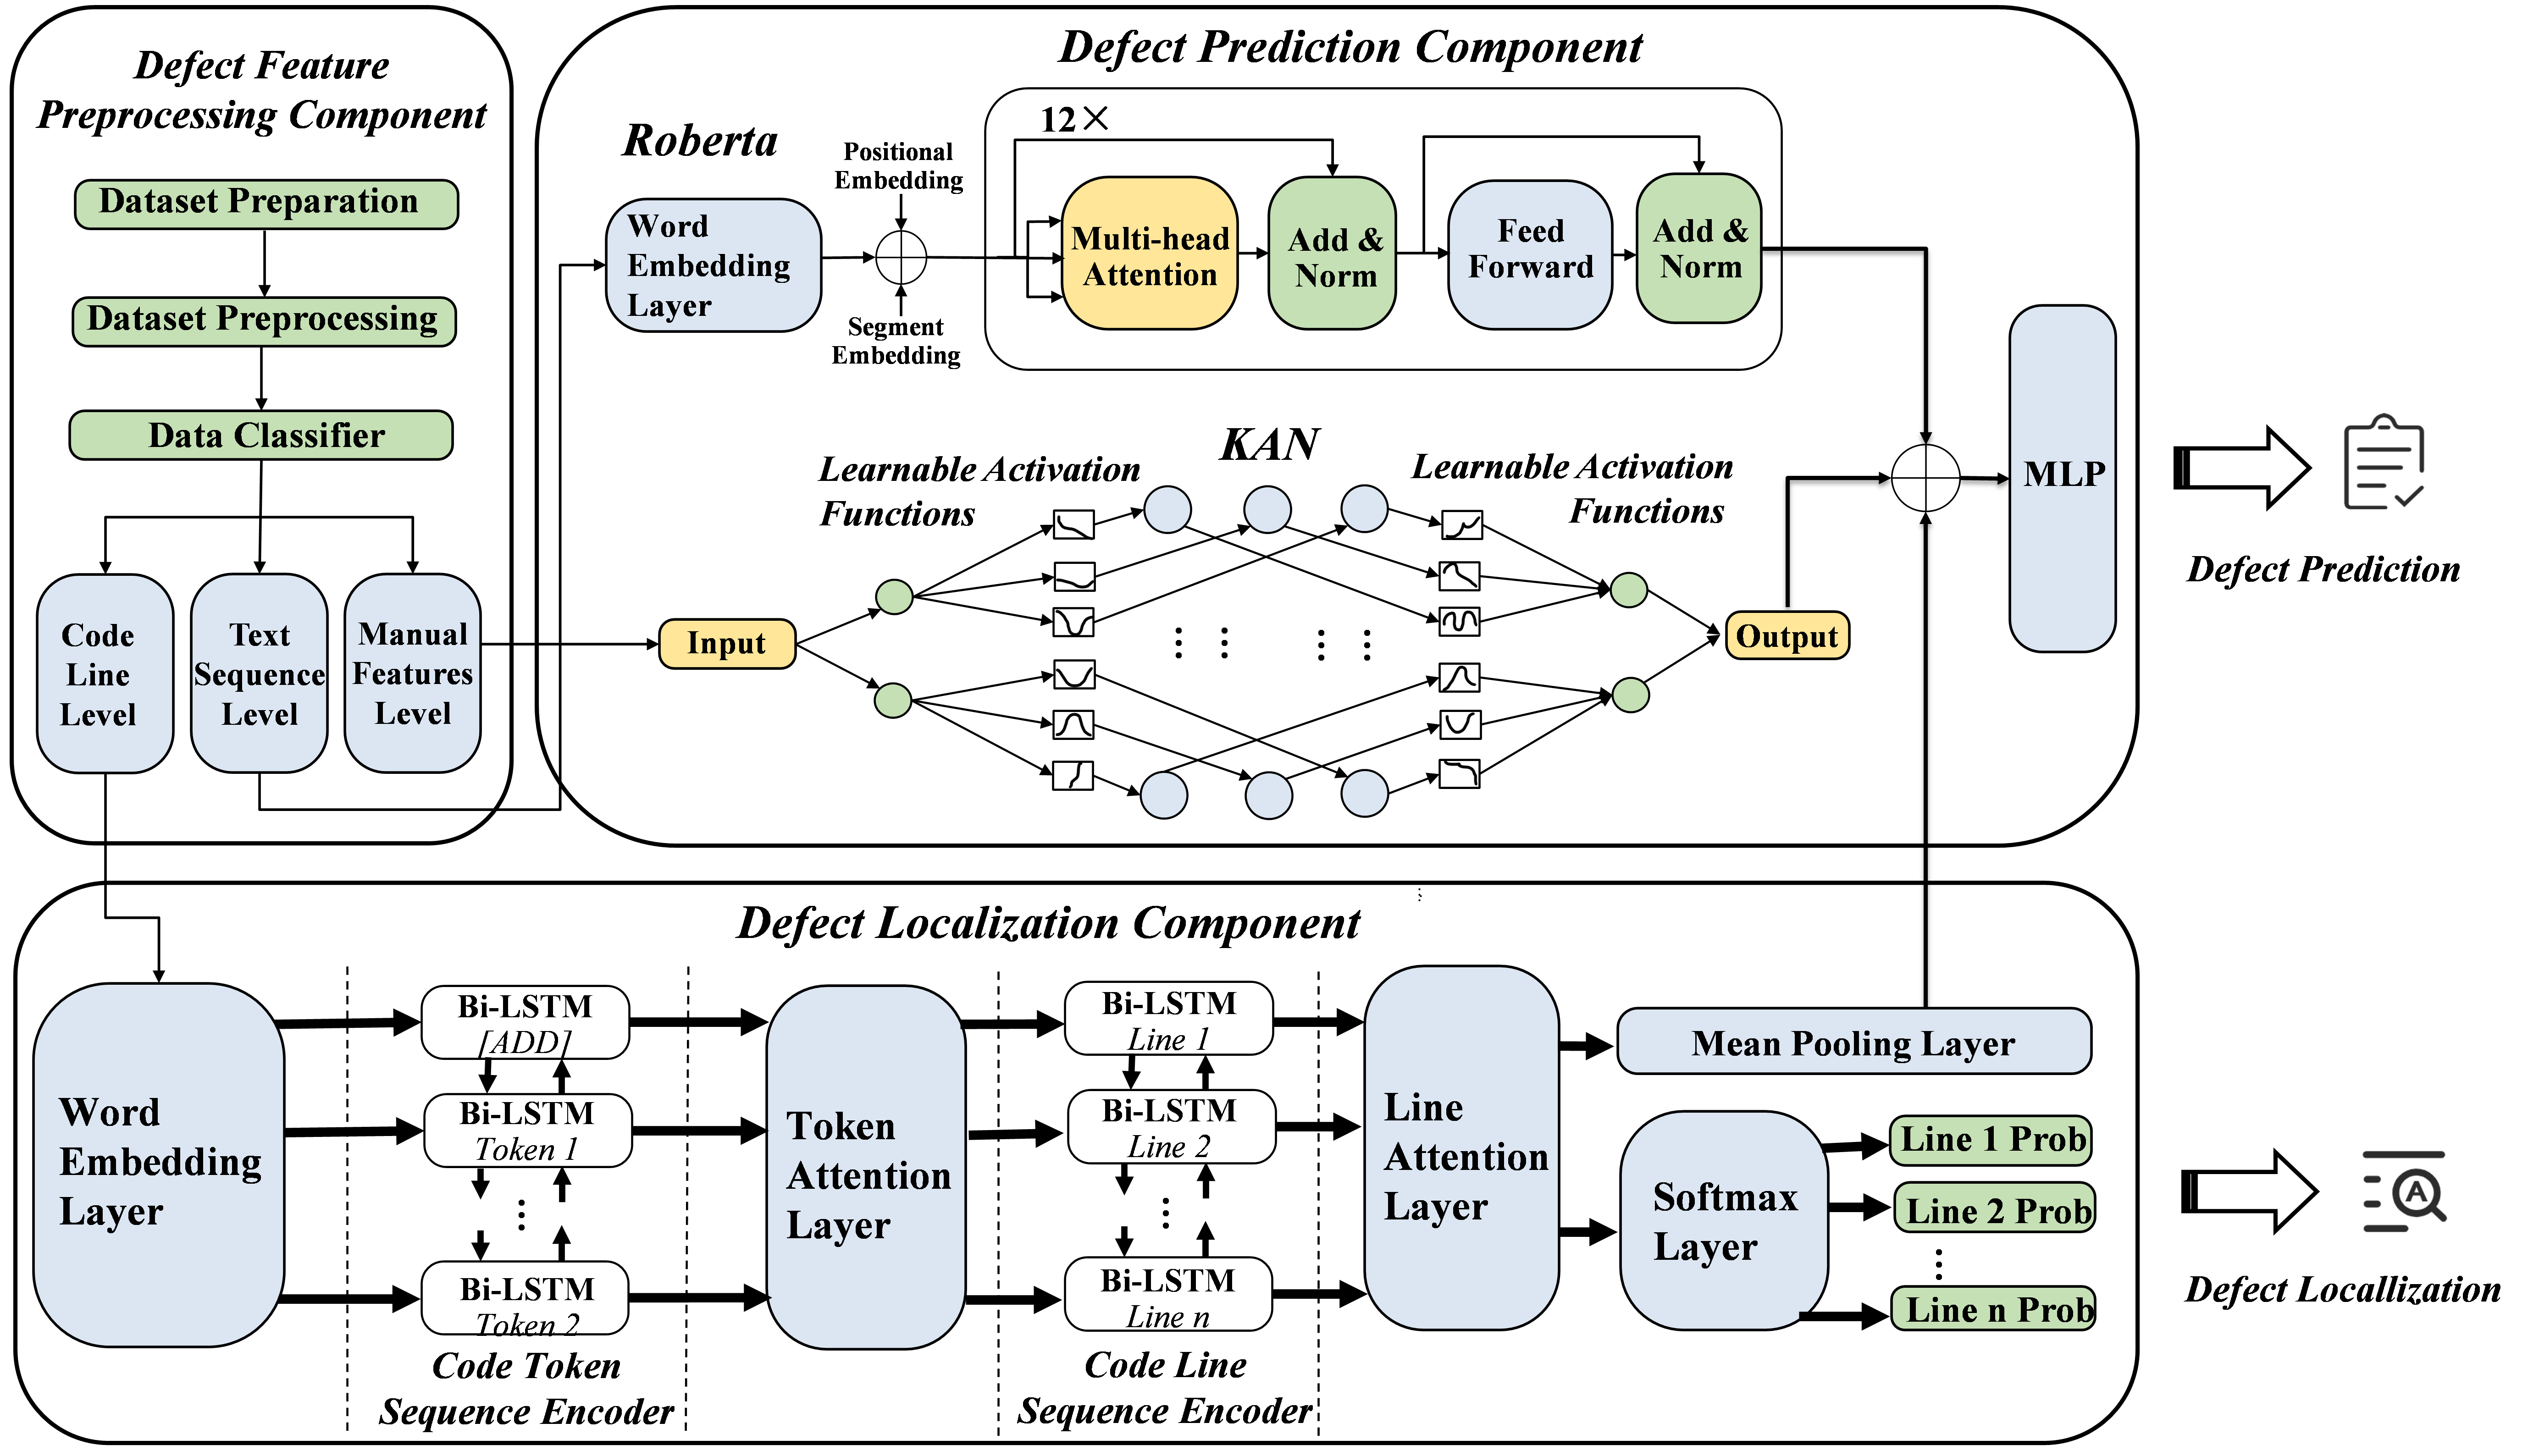 Defect Feature
Preprocessing Component
Dataset Preparation
Dataset Preprocessing
Data Classifier
Code
Line
Level
Text
Sequence
Level
Manual
Features
Level
Defect Prediction Component
Roberta
Word
Embedding
Layer
Positional
Embedding
Segment
Embedding
12×
Multi-head
Attention
Add &
Norm
Feed
Forward
Add &
Norm
KAN
Learnable Activation
Functions
Learnable Activation
Functions
Input
Output
MLP
Defect Prediction
Defect Localization Component
Word
Embedding
Layer
Bi-LSTM
[ADD]
Bi-LSTM
Token 1
Bi-LSTM
Token 2
Code Token
Sequence Encoder
Token
Attention
Layer
Bi-LSTM
Line 1
Bi-LSTM
Line 2
Bi-LSTM
Line n
Code Line
Sequence Encoder
Line
Attention
Layer
Mean Pooling Layer
Softmax
Layer
Line 1 Prob
Line 2 Prob
Line n Prob
A
Defect Locallization